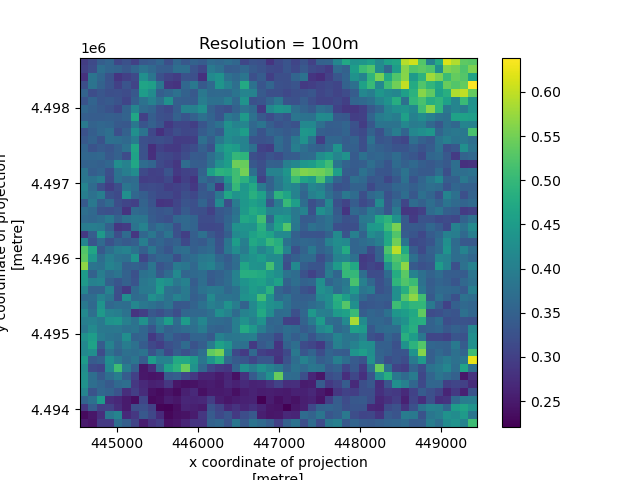 Resolution = 100m
1e6
4.498
4.497
4.496
4.495
4.494
y coordinate of projection
[metre]
445000 446000 447000 448000 449000
x coordinate of projection
[metre]
0.60
0.55
0.50
0.45
0.40
0.35
0.30
0.25